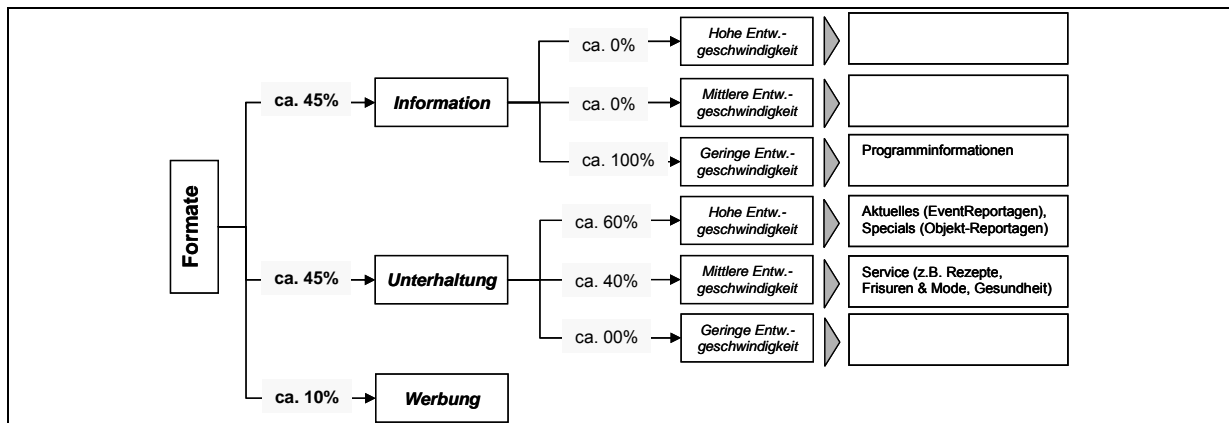 Formate
ca. 45%
Information
ca. 0%
Hohe Entw.-
geschwindigkeit
ca. 0%
Mittlere Entw.-
geschwindigkeit
ca. 100%
Geringe Entw.-
geschwindigkeit
Programminformationen
ca. 45%
Unterhaltung
ca. 60%
Hohe Entw.-
geschwindigkeit
Aktuelles (EventReportagen),
Specials (Objekt-Reportagen)
ca. 40%
Mittlere Entw.-
geschwindigkeit
Service (z.B. Rezepte,
Frisuren & Mode, Gesundheit)
ca. 00%
Geringe Entw.-
geschwindigkeit
ca. 10%
Werbung